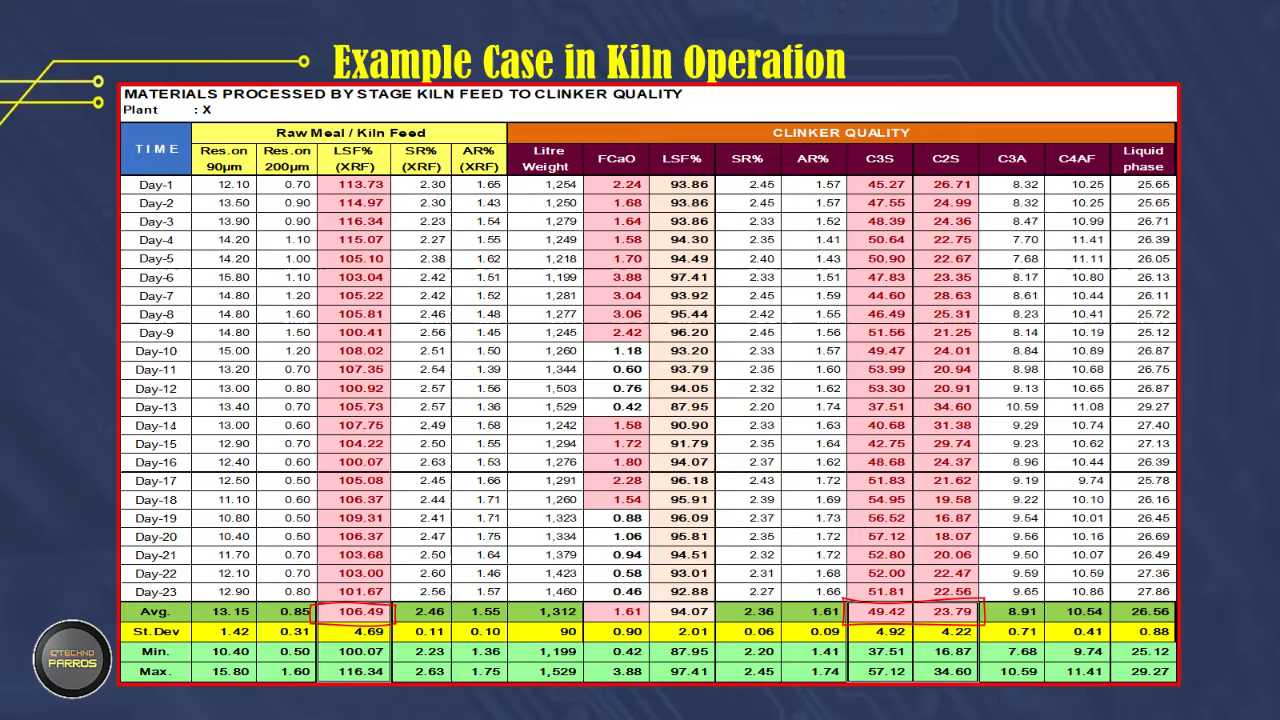 Example Case in Kiln Operation
MATERIALS PROCESSED BY STAGE KILN FEED TO CLINKER QUALITY
Plant : X
TIME Raw Meal / Kiln Feed CLINKER QUALITY
Res.on 90µm Res.on 200µm LSF% (XRF) SR% (XRF) AR% (XRF) Litre Weight FCaO LSF% SR% AR% C3S C2S C3A C4AF Liquid phase
Day-1 12.10 0.70 113.73 2.30 1.65 1,254 2.24 93.86 2.45 1.57 45.27 26.71 8.32 10.25 25.65
Day-2 13.50 0.90 114.97 2.30 1.43 1,250 1.68 93.86 2.45 1.57 47.55 24.99 8.32 10.25 25.65
Day-3 13.90 0.90 116.34 2.23 1.54 1,279 1.64 93.86 2.33 1.52 48.39 24.36 8.47 10.99 26.71
Day-4 14.20 1.10 115.07 2.27 1.55 1,249 1.58 94.30 2.35 1.41 50.64 22.75 7.70 11.41 26.39
Day-5 14.20 1.00 105.10 2.38 1.62 1,218 1.70 94.49 2.40 1.43 50.90 22.67 7.68 11.11 26.05
Day-6 15.80 1.10 103.04 2.42 1.51 1,199 3.88 97.41 2.33 1.51 47.83 23.35 8.17 10.80 26.13
Day-7 14.80 1.20 105.22 2.42 1.52 1,281 3.04 93.92 2.45 1.59 44.60 28.63 8.61 10.44 26.11
Day-8 14.80 1.60 105.81 2.46 1.48 1,277 3.06 95.44 2.42 1.55 46.49 25.31 8.23 10.41 25.72
Day-9 14.80 1.50 100.41 2.56 1.45 1,245 2.42 96.20 2.45 1.56 51.56 21.25 8.14 10.19 25.12
Day-10 15.00 1.20 108.02 2.51 1.50 1,260 1.18 93.20 2.33 1.57 49.47 24.01 8.84 10.89 26.87
Day-11 13.20 0.70 107.35 2.54 1.39 1,344 0.60 93.79 2.35 1.60 53.99 20.94 8.98 10.68 26.75
Day-12 13.00 0.80 100.92 2.57 1.56 1,503 0.76 94.05 2.32 1.62 53.30 20.91 9.13 10.65 26.87
Day-13 13.40 0.70 105.73 2.57 1.36 1,529 0.42 87.95 2.20 1.74 37.51 34.60 10.59 11.08 29.27
Day-14 13.00 0.60 107.75 2.49 1.58 1,242 1.58 90.90 2.33 1.63 40.68 31.38 9.29 10.74 27.40
Day-15 12.90 0.70 104.22 2.50 1.55 1,294 1.72 91.79 2.35 1.64 42.75 29.74 9.23 10.62 27.13
Day-16 12.40 0.60 100.07 2.63 1.53 1,276 1.80 94.07 2.37 1.62 48.68 24.37 8.96 10.44 26.39
Day-17 12.50 0.50 105.08 2.45 1.66 1,291 2.28 96.18 2.43 1.72 51.83 21.62 9.19 9.74 25.78
Day-18 11.10 0.60 106.37 2.44 1.71 1,260 1.54 95.91 2.39 1.69 54.95 19.58 9.22 10.10 26.16
Day-19 10.80 0.50 109.31 2.41 1.71 1,323 0.88 96.09 2.37 1.73 56.52 16.87 9.54 10.01 26.45
Day-20 10.40 0.50 106.37 2.47 1.75 1,334 1.06 95.81 2.35 1.72 57.12 18.07 9.56 10.16 26.69
Day-21 11.70 0.70 103.68 2.50 1.64 1,379 0.94 94.51 2.32 1.72 52.80 20.06 9.50 10.07 26.49
Day-22 12.10 0.70 103.00 2.60 1.46 1,423 0.58 93.01 2.31 1.68 52.00 22.47 9.59 10.59 27.36
Day-23 12.90 0.80 101.67 2.56 1.57 1,460 0.46 92.88 2.35 1.72 51.81 22.56 9.65 10.86 27.86
Avg. 13.15 0.85 106.49 2.46 1.55 1,312 1.61 94.07 2.36 1.61 49.42 23.79 8.91 10.54 26.56
St.Dev 1.42 0.31 4.69 0.11 0.10 90 0.90 2.01 0.06 0.09 4.92 4.22 0.71 0.41 0.88
Min. 10.40 0.50 100.07 2.23 1.36 1,199 0.42 87.95 2.20 1.41 37.51 16.87 7.68 9.74 25.12
Max. 15.80 1.60 116.34 2.63 1.75 1,529 3.88 97.41 2.45 1.74 57.12 34.60 10.59 11.41 29.27
PARROS